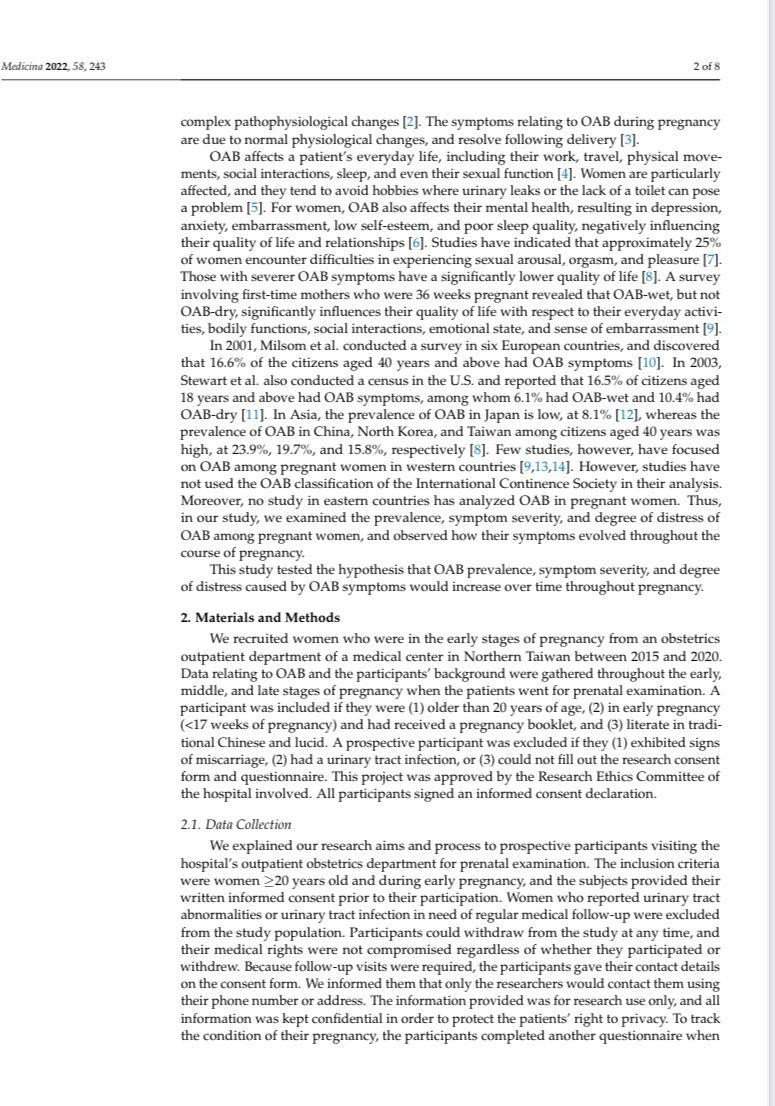 Medicina 2022, 58, 243
2 of 8
complex pathophysiological changes [2]. The symptoms relating to OAB during pregnancy
are due to normal physiological changes, and resolve following delivery [3].
OAB affects a patient's everyday life, including their work, travel, physical move-
ments, social interactions, sleep, and even their sexual function [4]. Women are particularly
affected, and they tend to avoid hobbies where urinary leaks or the lack of a toilet can pose
a problem [5]. For women, OAB also affects their mental health, resulting in depression,
anxiety, embarrassment, low self-esteem, and poor sleep quality, negatively influencing
their quality of life and relationships [6]. Studies have indicated that approximately 25%
of women encounter difficulties in experiencing sexual arousal, orgasm, and pleasure [7].
Those with severer OAB symptoms have a significantly lower quality of life [8]. A survey
involving first-time mothers who were 36 weeks pregnant revealed that OAB-wet, but not
OAB-dry, significantly influences their quality of life with respect to their everyday activi-
ties, bodily functions, social interactions, emotional state, and sense of embarrassment [9].
In 2001, Milsom et al. conducted a survey in six European countries, and discovered
that 16.6% of the citizens aged 40 years and above had OAB symptoms [10]. In 2003,
Stewart et al. also conducted a census in the U.S. and reported that 16.5% of citizens aged
18 years and above had OAB symptoms, among whom 6.1% had OAB-wet and 10.4% had
OAB-dry [11]. In Asia, the prevalence of OAB in Japan is low, at 8.1% [12], whereas the
prevalence of OAB in China, North Korea, and Taiwan among citizens aged 40 years was
high, at 23.9%, 19.7%, and 15.8%, respectively [8]. Few studies, however, have focused
on OAB among pregnant women in western countries [9,13,14]. However, studies have
not used the OAB classification of the International Continence Society in their analysis.
Moreover, no study in eastern countries has analyzed OAB in pregnant women. Thus,
in our study, we examined the prevalence, symptom severity, and degree of distress of
OAB among pregnant women, and observed how their symptoms evolved throughout the
course of pregnancy.
This study tested the hypothesis that OAB prevalence, symptom severity, and degree
of distress caused by OAB symptoms would increase over time throughout pregnancy.
2. Materials and Methods
We recruited women who were in the early stages of pregnancy from an obstetrics
outpatient department of a medical center in Northern Taiwan between 2015 and 2020.
Data relating to OAB and the participants' background were gathered throughout the early,
middle, and late stages of pregnancy when the patients went for prenatal examination. A
participant was included if they were (1) older than 20 years of age, (2) in early pregnancy
(<17 weeks of pregnancy) and had received a pregnancy booklet, and (3) literate in tradi-
tional Chinese and lucid. A prospective participant was excluded if they (1) exhibited signs
of miscarriage, (2) had a urinary tract infection, or (3) could not fill out the research consent
form and questionnaire. This project was approved by the Research Ethics Committee of
the hospital involved. All participants signed an informed consent declaration.
2.1. Data Collection
We explained our research aims and process to prospective participants visiting the
hospital's outpatient obstetrics department for prenatal examination. The inclusion criteria
were women ≥20 years old and during early pregnancy, and the subjects provided their
written informed consent prior to their participation. Women who reported urinary tract
abnormalities or urinary tract infection in need of regular medical follow-up were excluded
from the study population. Participants could withdraw from the study at any time, and
their medical rights were not compromised regardless of whether they participated or
withdrew. Because follow-up visits were required, the participants gave their contact details
on the consent form. We informed them that only the researchers would contact them using
their phone number or address. The information provided was for research use only, and all
information was kept confidential in order to protect the patients' right to privacy. To track
the condition of their pregnancy, the participants completed another questionnaire when